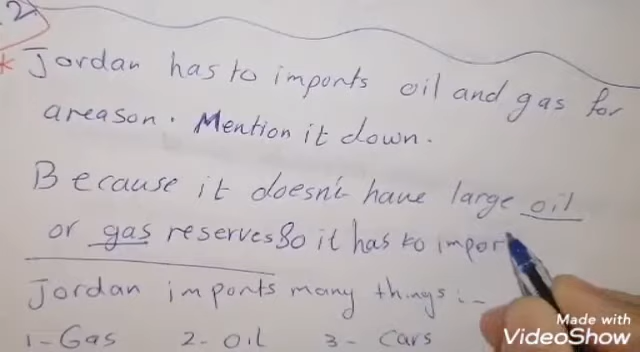 .2
* Jordan has to imports oil and gas for
areason. Mention it down.
Because it doesn't have large oil
or gas reserves So it has to impor
Jordan imports many things :-
1- Gas 2- Oil 3- Cars
Made with
VideoShow